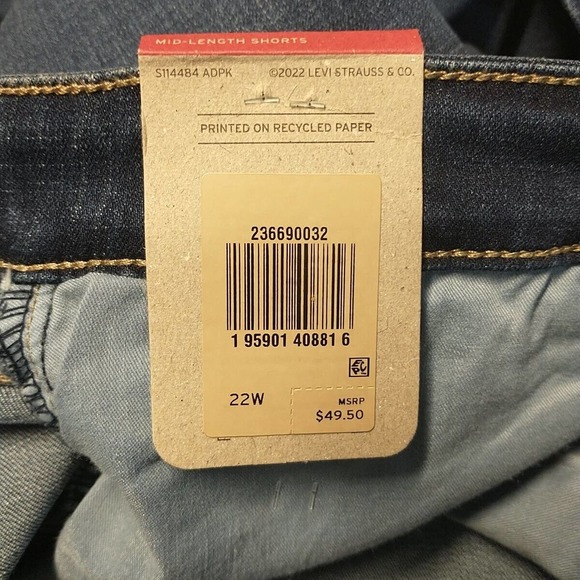 MID-LENGTH SHORTS
S114484 ADPK ©2022 LEVI STRAUSS & CO.
PRINTED ON RECYCLED PAPER
236690032
1 95901 40881 6
22W
MSRP
$49.50